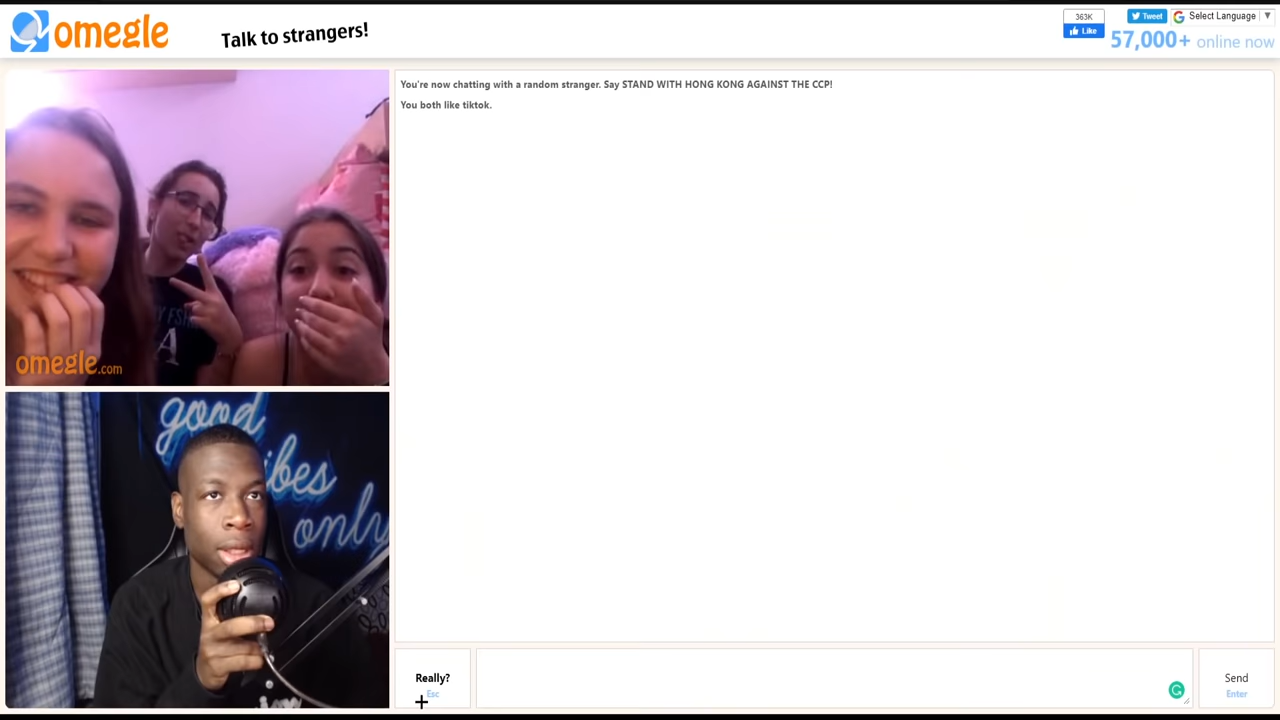 omegle
Talk to strangers!
363K
Like
Tweet
Select Language
57,000+ online now
You're now chatting with a random stranger. Say STAND WITH HONG KONG AGAINST THE CCP!
You both like tiktok.
A
omegle.com
good
ibes
only
Really?
Esc
Send
Enter